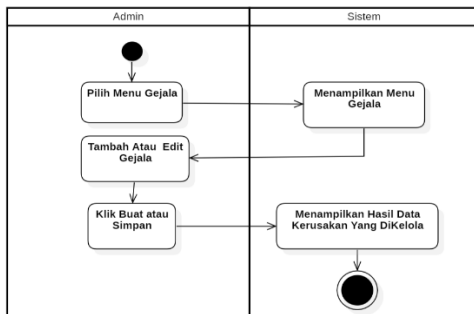 Admin
Sistem
Pilih Menu Gejala
Menampilkan Menu
Gejala
Tambah Atau Edit
Gejala
Klik Buat atau
Simpan
Menampilkan Hasil Data
Kerusakan Yang DiKelola